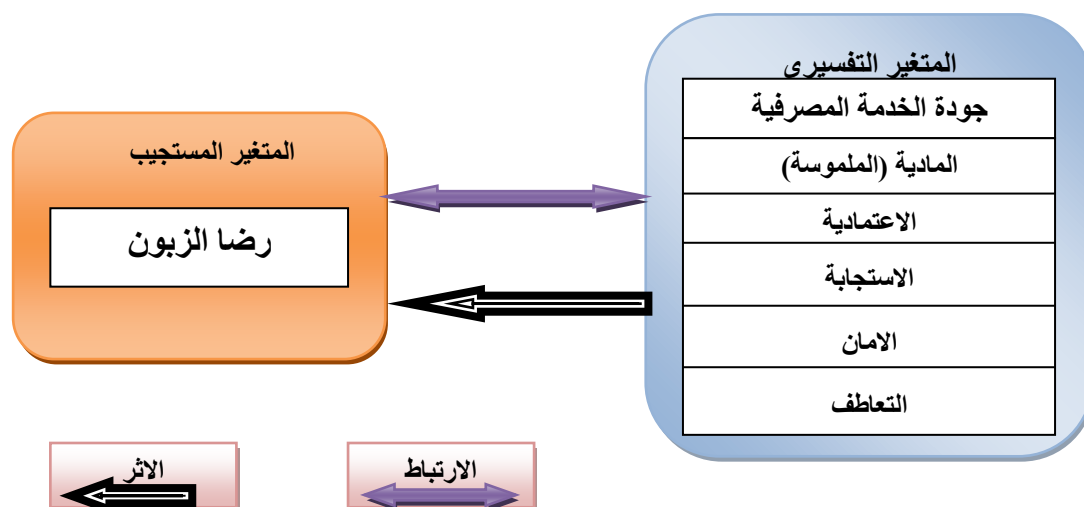 المتغير التفسيري
جودة الخدمة المصرفية
المادية (الملموسة)
الاعتمادية
الاستجابة
الامان
التعاطف
المتغير المستجيب
رضا الزبون
الارتباط
الاثر